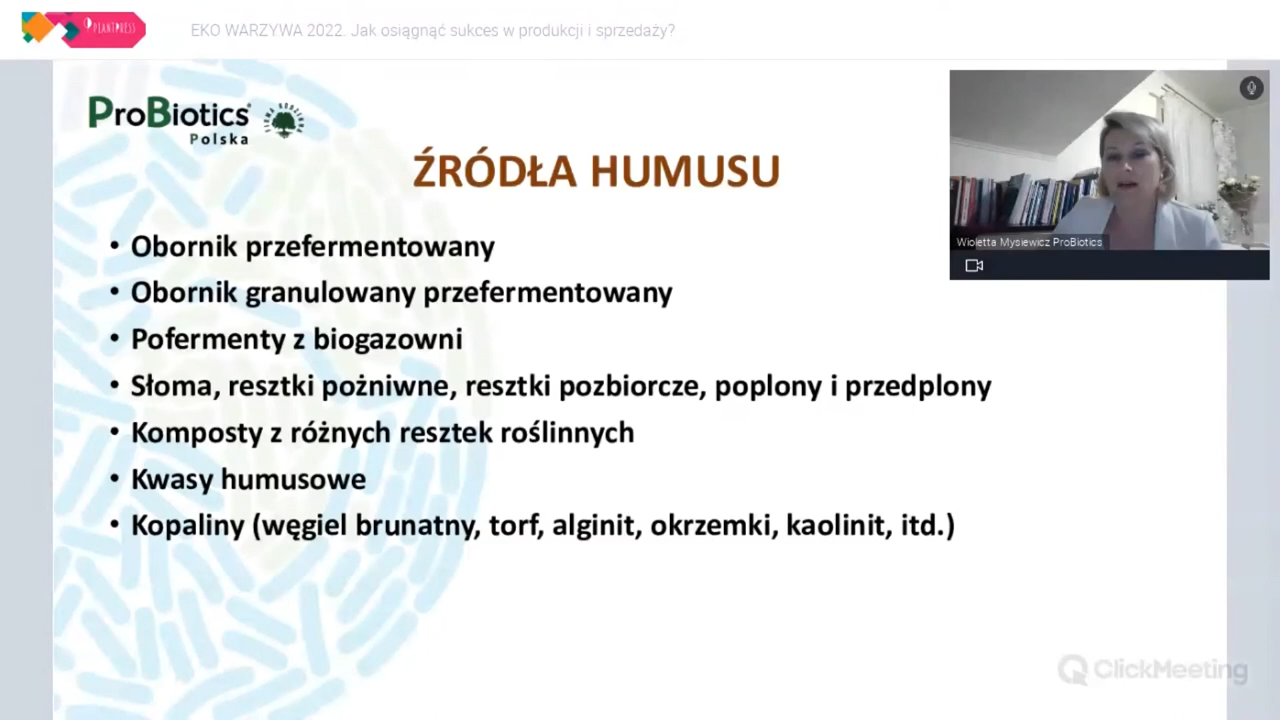 PLANTPRESS
EKO WARZYWA 2022. Jak osiągnąć sukces w produkcji i sprzedaży?
ProBiotics
Polska
ŹRÓDŁA HUMUSU
• Obornik przefermentowany
• Obornik granulowany przefermentowany
• Pofermenty z biogazowni
• Słoma, resztki pożniwne, resztki pozbiorcze, poplony i przedplony
• Komposty z różnych resztek roślinnych
• Kwasy humusowe
• Kopaliny (węgiel brunatny, torf, alginit, okrzemki, kaolinit, itd.)
Wioletta Mysiewicz ProBiotics
ClickMeeting